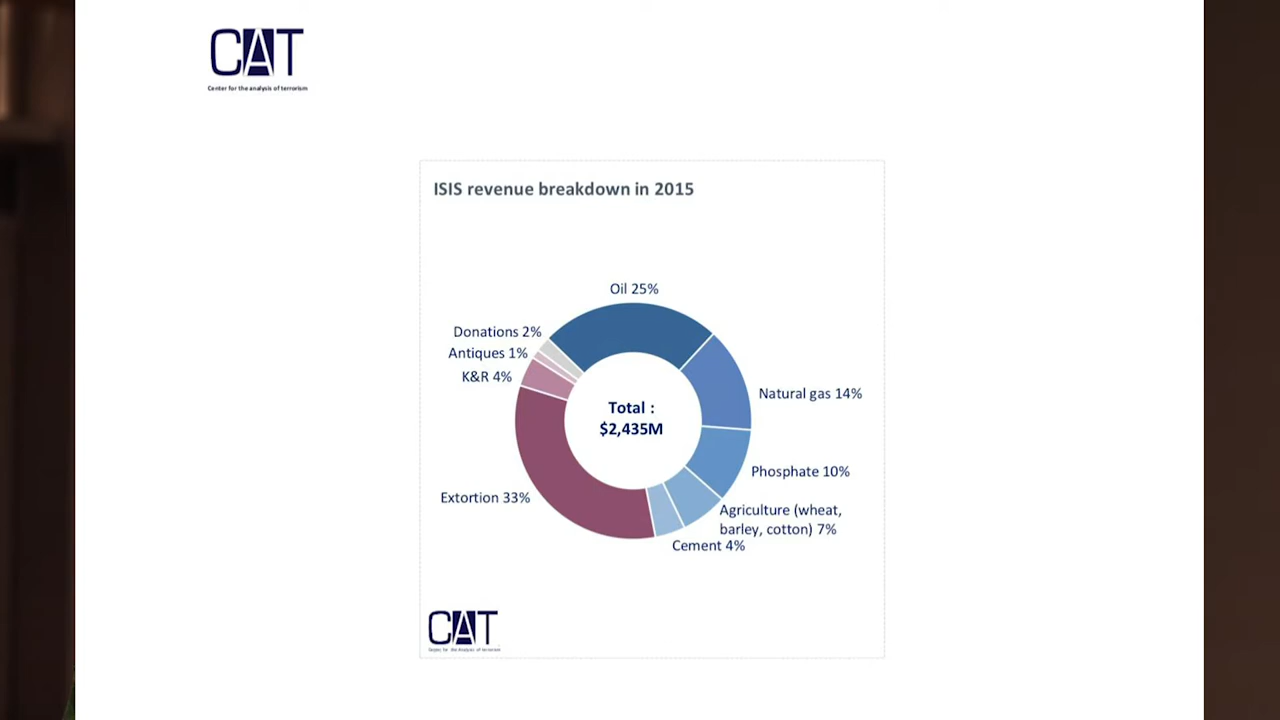 CAT
Center for the analysis of terrorism
ISIS revenue breakdown in 2015
Oil 25%
Donations 2%
Antiques 1%
K&R 4%
Natural gas 14%
Total :
$2,435M
Phosphate 10%
Extortion 33%
Agriculture (wheat,
barley, cotton) 7%
Cement 4%
CAT